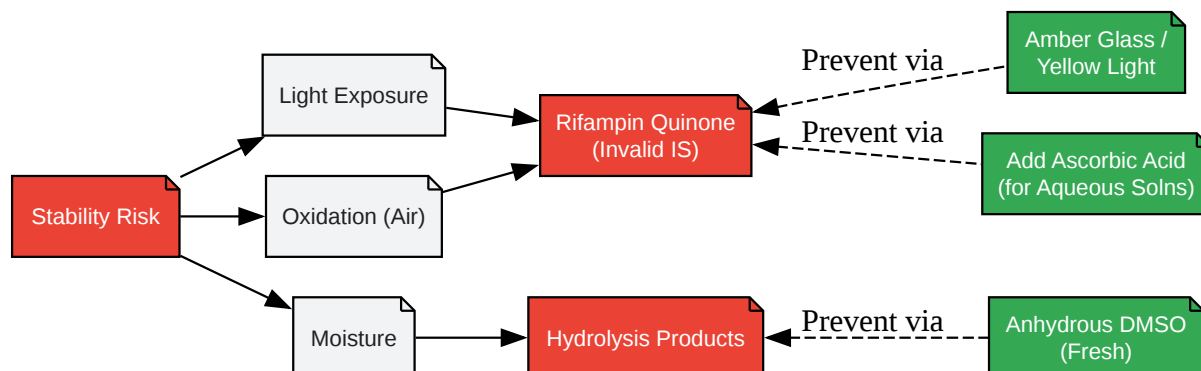 Stability Risk
Light Exposure
Oxidation (Air)
Moisture
Rifampin Quinone
(Invalid IS)
Hydrolysis Products
Prevent via
Prevent via
Prevent via
Amber Glass /
Yellow Light
Add Ascorbic Acid
(for Aqueous Solns)
Anhydrous DMSO
(Fresh)